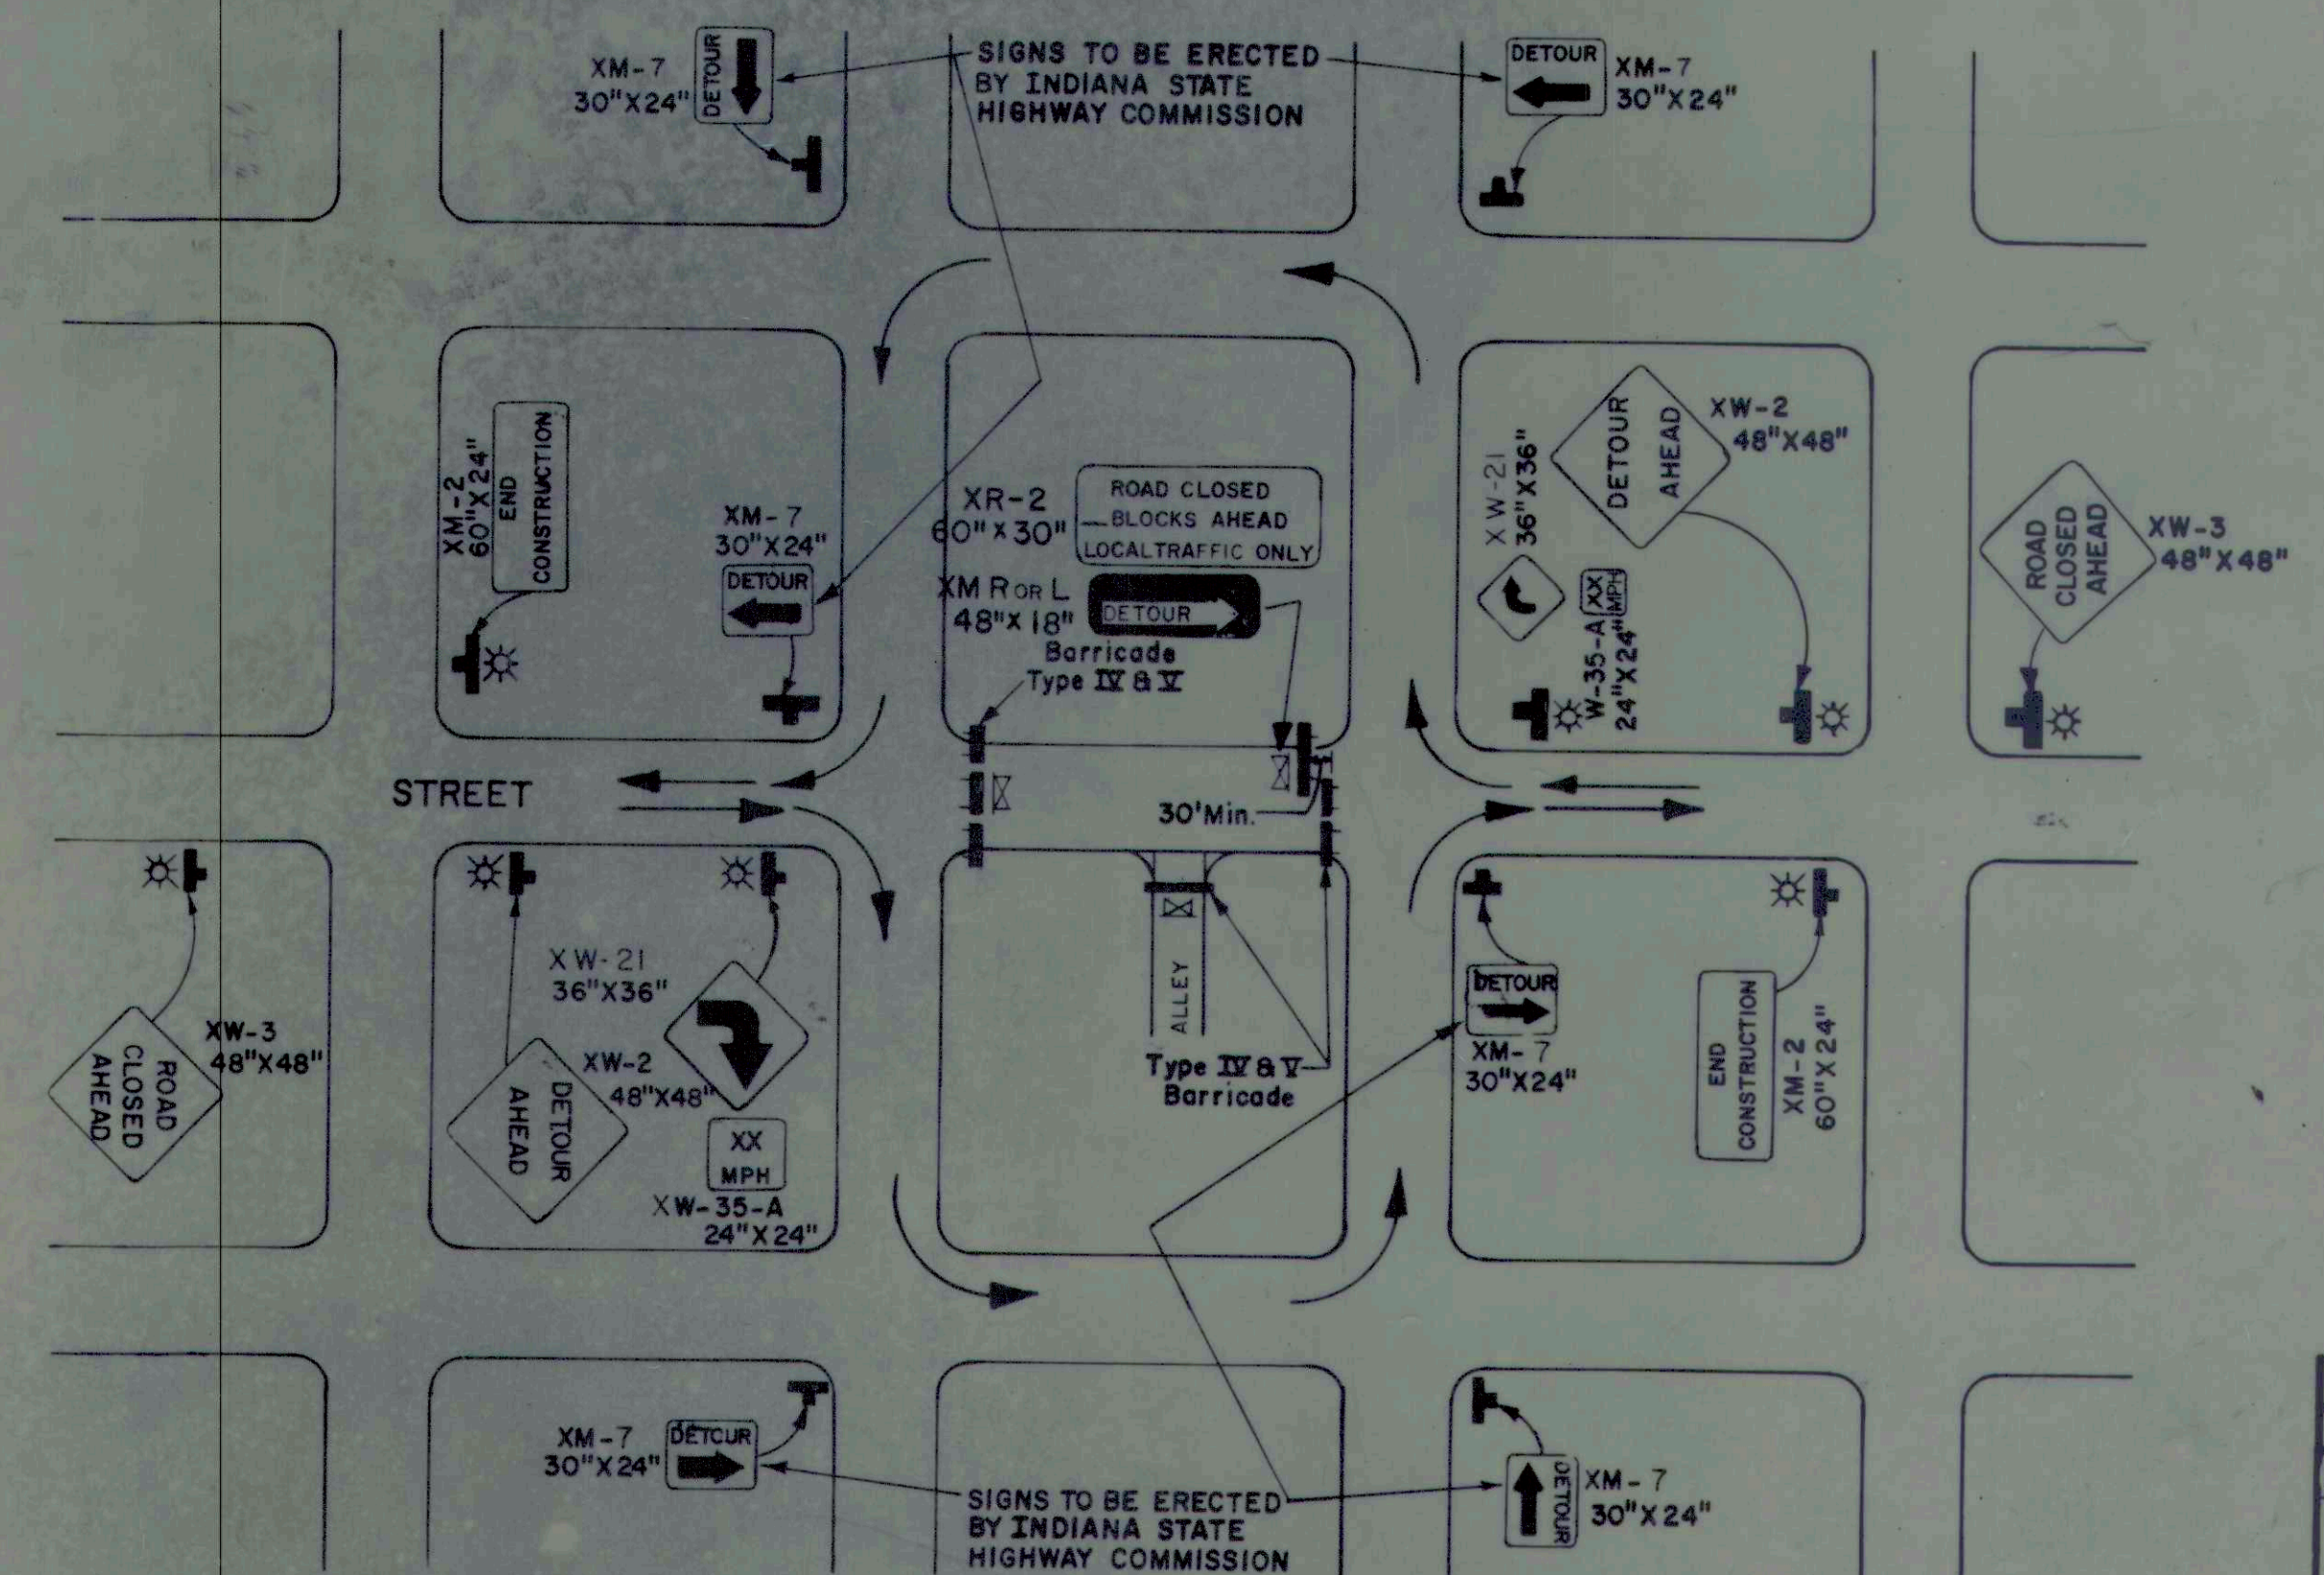 XM-7
30"X24"
DETOUR
SIGNS TO BE ERECTED
BY INDIANA STATE
HIGHWAY COMMISSION
DETOUR
XM-7
30"X24"
XM-2
60"X24"
END
CONSTRUCTION
XM-7
30"X24"
DETOUR
XR-2
60"X30"
ROAD CLOSED
BLOCKS AHEAD
LOCAL TRAFFIC ONLY
XM R OR L
48"X18"
DETOUR
Barricade
Type IV & V
XW-21
36"X36"
XX
MPH
W-35-A
24"X24"
DETOUR
AHEAD
XW-2
48"X48"
ROAD
CLOSED
AHEAD
XW-3
48"X48"
STREET
30'Min.
ROAD
CLOSED
AHEAD
XW-3
48"X48"
XW-21
36"X36"
DETOUR
AHEAD
XW-2
48"X48"
XX
MPH
XW-35-A
24"X24"
ALLEY
Type IV & V
Barricade
DETOUR
XM-7
30"X24"
END
CONSTRUCTION
XM-2
60"X24"
XM-7
30"X24"
DETCUR
SIGNS TO BE ERECTED
BY INDIANA STATE
HIGHWAY COMMISSION
DETOUR
XM-7
30"X24"